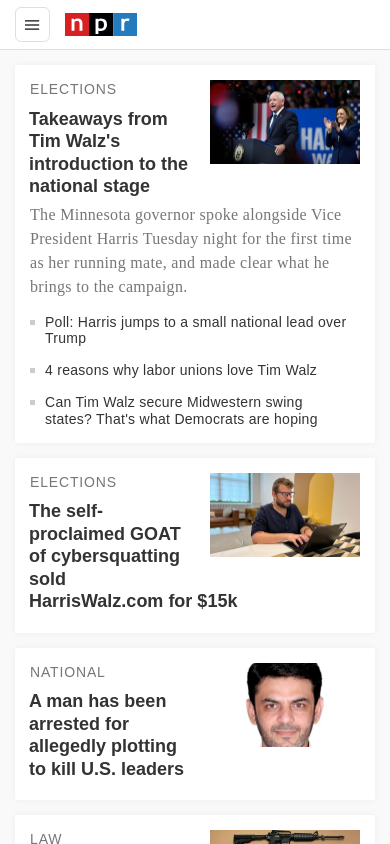 npr
ELECTIONS
Takeaways from
Tim Walz's
introduction to the
national stage
HA
WA
The Minnesota governor spoke alongside Vice
President Harris Tuesday night for the first time
as her running mate, and made clear what he
brings to the campaign.
Poll: Harris jumps to a small national lead over
Trump
4 reasons why labor unions love Tim Walz
Can Tim Walz secure Midwestern swing
states? That's what Democrats are hoping
ELECTIONS
The self-
proclaimed GOAT
of cybersquatting
sold
HarrisWalz.com for $15k
NATIONAL
A man has been
arrested for
allegedly plotting
to kill U.S. leaders
LAW